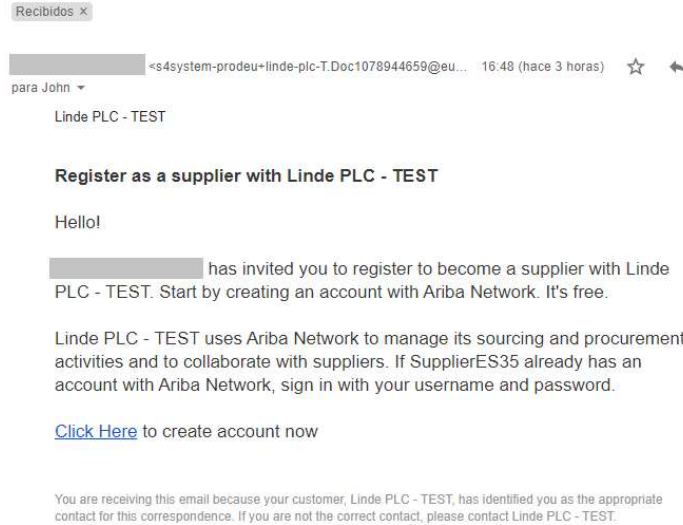 Recibidos ×
<s4system-prodeu+linde-plc-T.Doc1078944659@eu... 16:48 (hace 3 horas)
para John
Linde PLC - TEST
Register as a supplier with Linde PLC - TEST
Hello!
has invited you to register to become a supplier with Linde
PLC - TEST. Start by creating an account with Ariba Network. It's free.
Linde PLC - TEST uses Ariba Network to manage its sourcing and procurement
activities and to collaborate with suppliers. If SupplierES35 already has an
account with Ariba Network, sign in with your username and password.
Click Here to create account now
You are receiving this email because your customer, Linde PLC - TEST, has identified you as the appropriate
contact for this correspondence. If you are not the correct contact, please contact Linde PLC - TEST.